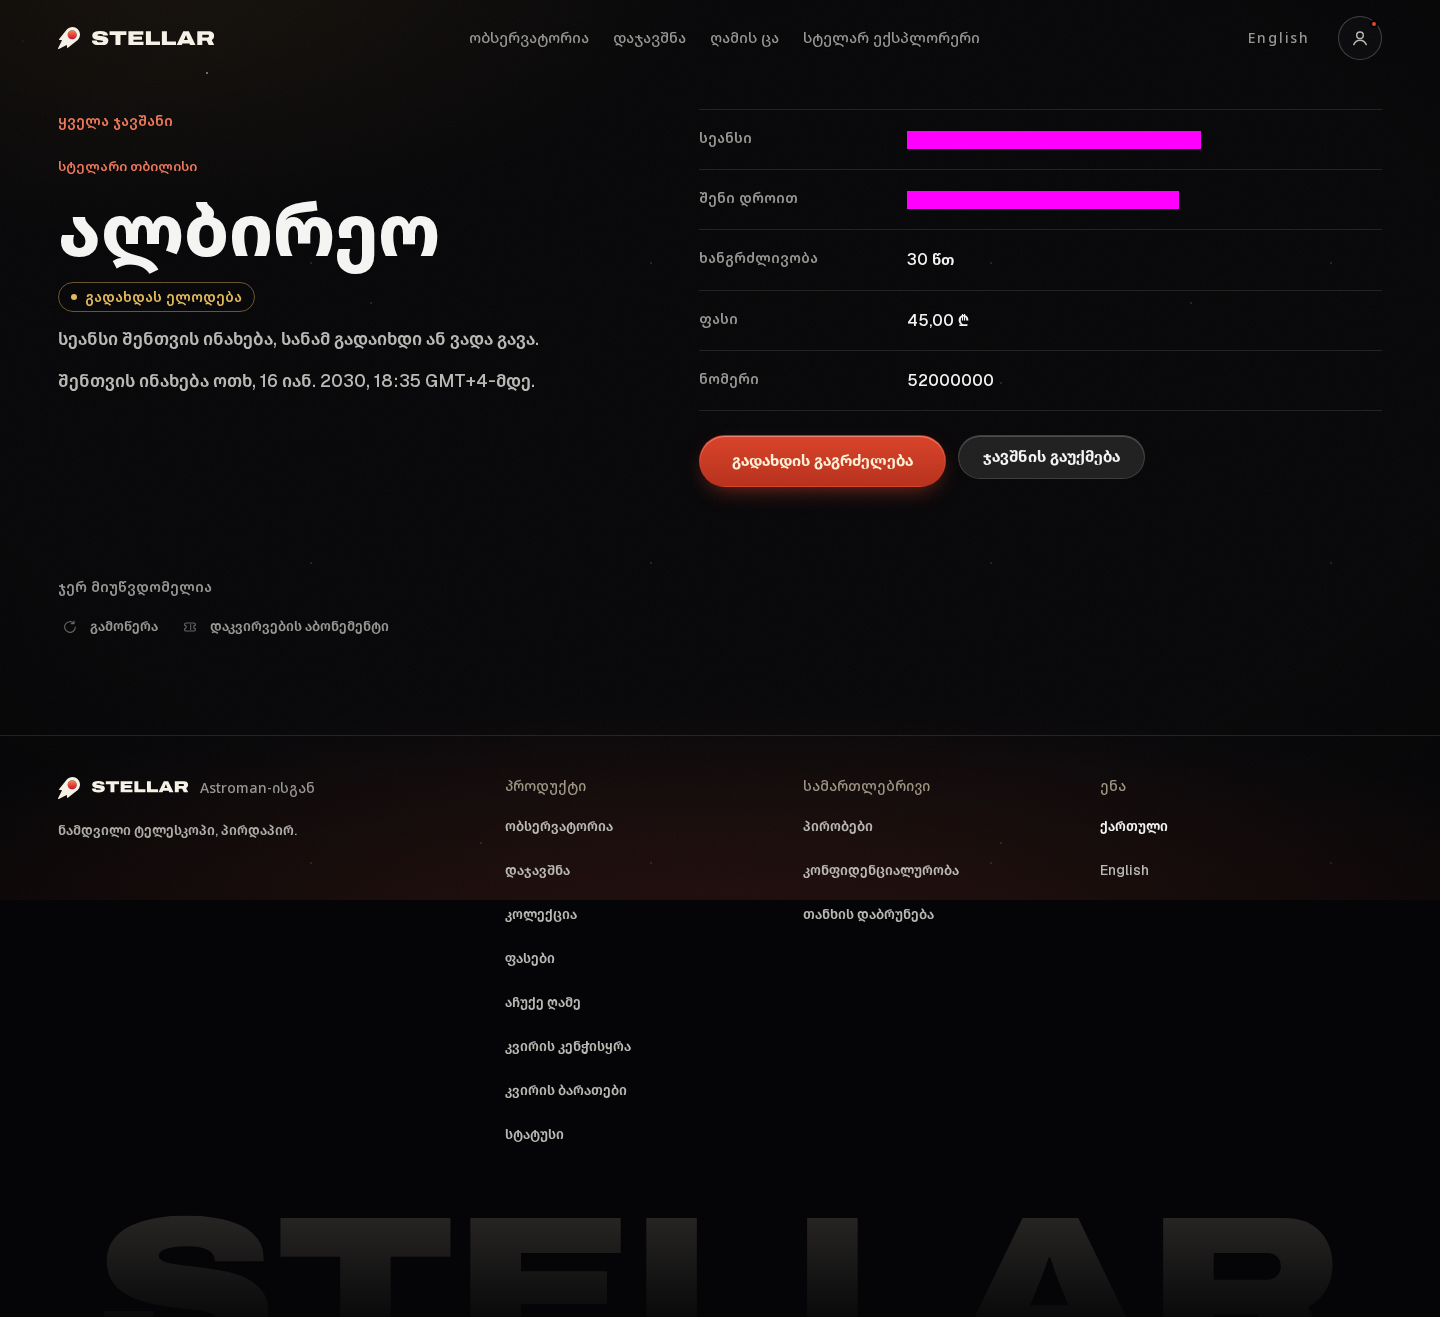 STELLAR
ობსერვატორია დაჯავშნა ღამის ცა სტელარ ექსპლორერი
English
ყველა ჯავშანი
სტელარი თბილისი
ალბირეო
გადახდას ელოდება
სეანსი შენთვის ინახება, სანამ გადაიხდი ან ვადა გავა.
შენთვის ინახება ოთხ, 16 იან. 2030, 18:35 GMT+4-მდე.
სეანსი
შენი დროით
ხანგრძლივობა 30 წთ
ფასი 45,00 ₾
ნომერი 52000000
გადახდის გაგრძელება ჯავშნის გაუქმება
ჯერ მიუწვდომელია
გამოწერა დაკვირვების აბონემენტი
STELLAR Astroman-ისგან
ნამდვილი ტელესკოპი, პირდაპირ.
პროდუქტი
ობსერვატორია
დაჯავშნა
კოლექცია
ფასები
აჩუქე ღამე
კვირის კენჭისყრა
კვირის ბარათები
სტატუსი
სამართლებრივი
პირობები
კონფიდენციალურობა
თანხის დაბრუნება
ენა
ქართული
English
STELLAR